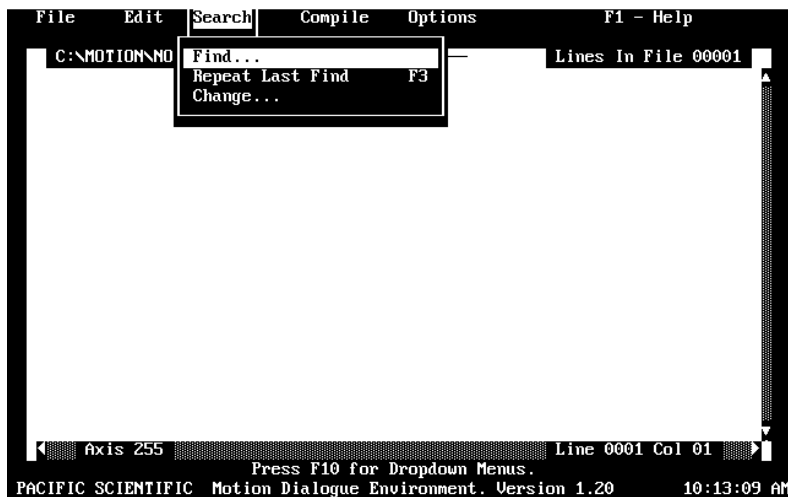 File Edit Search Compile Options F1 - Help
C:\MOTION\NO Lines In File 00001
Find...
Repeat Last Find F3
Change...
Axis 255 Line 0001 Col 01
Press F10 for Dropdown Menus.
PACIFIC SCIENTIFIC Motion Dialogue Environment. Version 1.20 10:13:09 AM